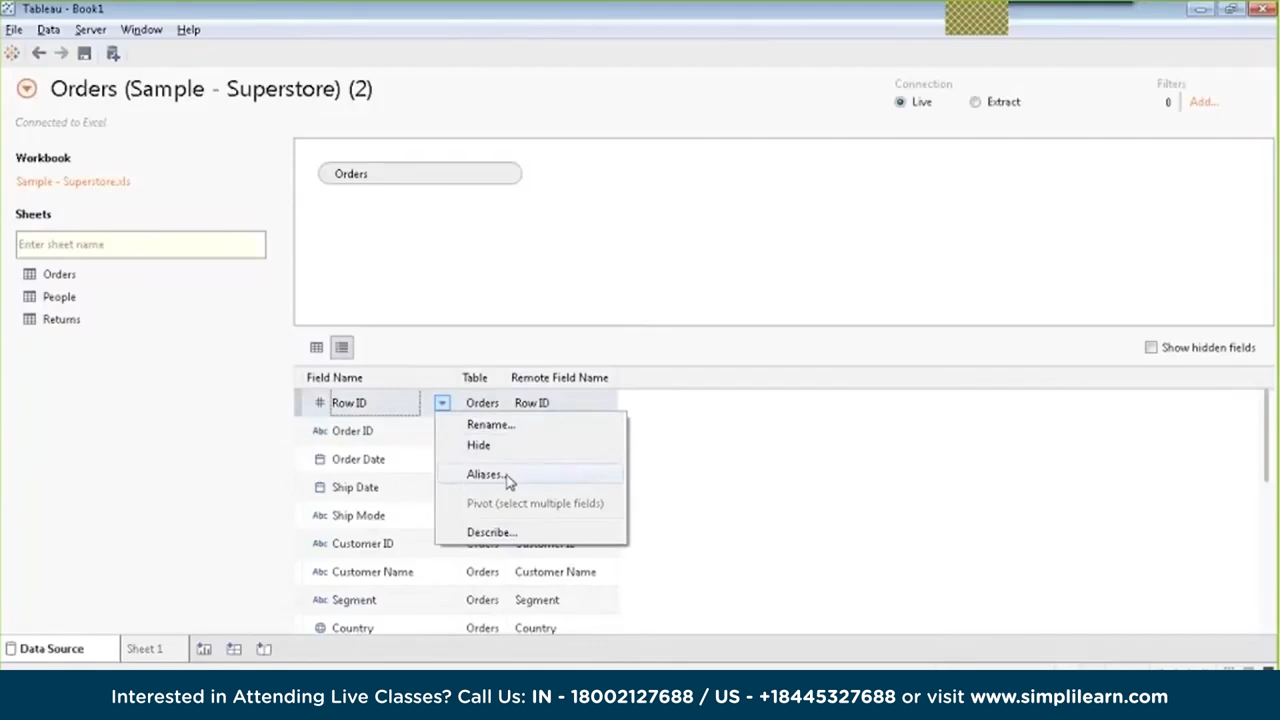 Tableau - Book1
File Data Server Window Help
Orders (Sample - Superstore) (2)
Connection
Live
Extract
Filters
0
Add...
Connected to Excel
Workbook
Sample - Superstore.xls
Sheets
Enter sheet name
Orders
People
Returns
Orders
Show hidden fields
Field Name Table Remote Field Name
# Row ID Orders Row ID
Abc Order ID
Order Date
Ship Date
Abc Ship Mode
Abc Customer ID
Rename...
Hide
Aliases...
Pivot (select multiple fields)
Describe...
Abc Customer Name Orders Customer Name
Abc Segment Orders Segment
Country Orders Country
Data Source Sheet 1
Interested in Attending Live Classes? Call Us: IN - 18002127688 / US - +18445327688 or visit www.simplilearn.com